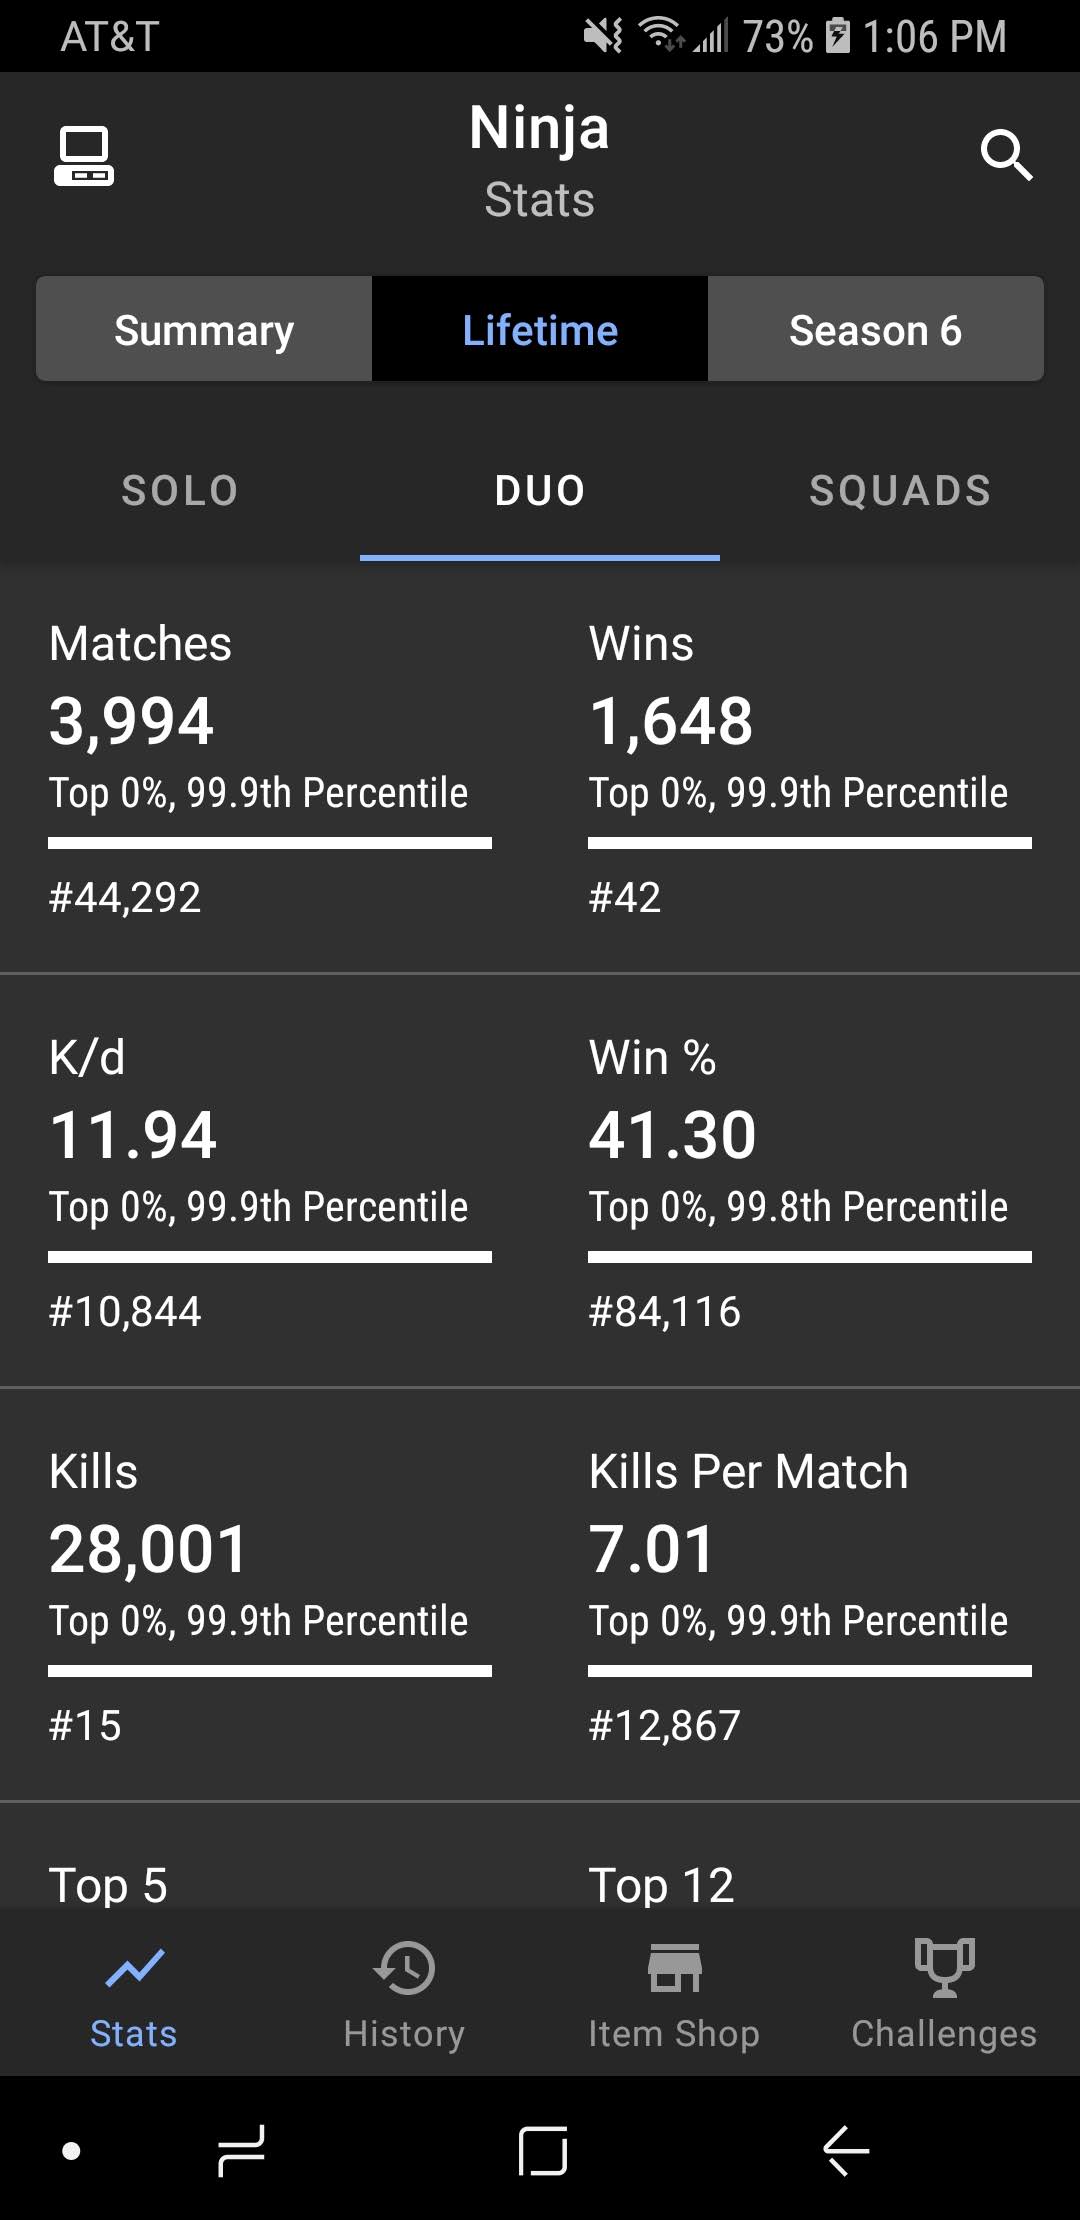 AT&T 73% 1:06 PM
Ninja
Stats
Summary Lifetime Season 6
SOLO DUO SQUADS
Matches Wins
3,994 1,648
Top 0%, 99.9th Percentile Top 0%, 99.9th Percentile
#44,292 #42
K/d Win %
11.94 41.30
Top 0%, 99.9th Percentile Top 0%, 99.8th Percentile
#10,844 #84,116
Kills Kills Per Match
28,001 7.01
Top 0%, 99.9th Percentile Top 0%, 99.9th Percentile
#15 #12,867
Top 5 Top 12
Stats History Item Shop Challenges